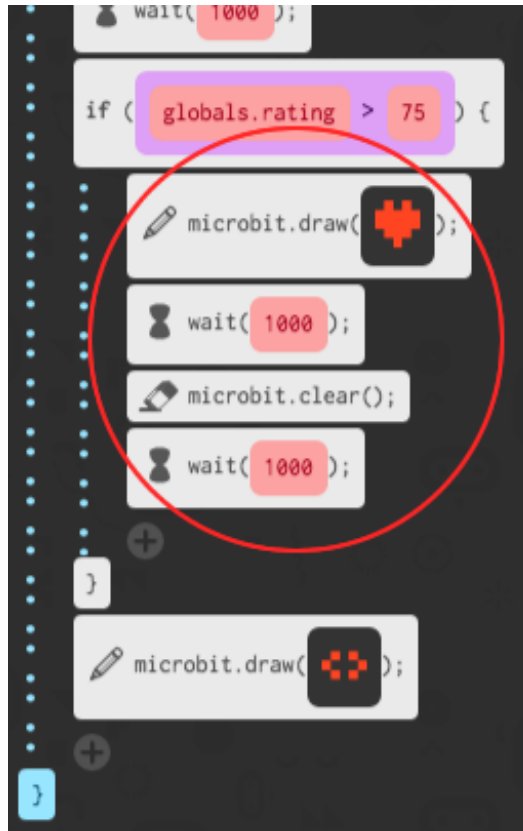 wait( 1000 );
if ( globals.rating > 75 ) {
microbit.draw( );
wait( 1000 );
microbit.clear();
wait( 1000 );
}
microbit.draw( );
}